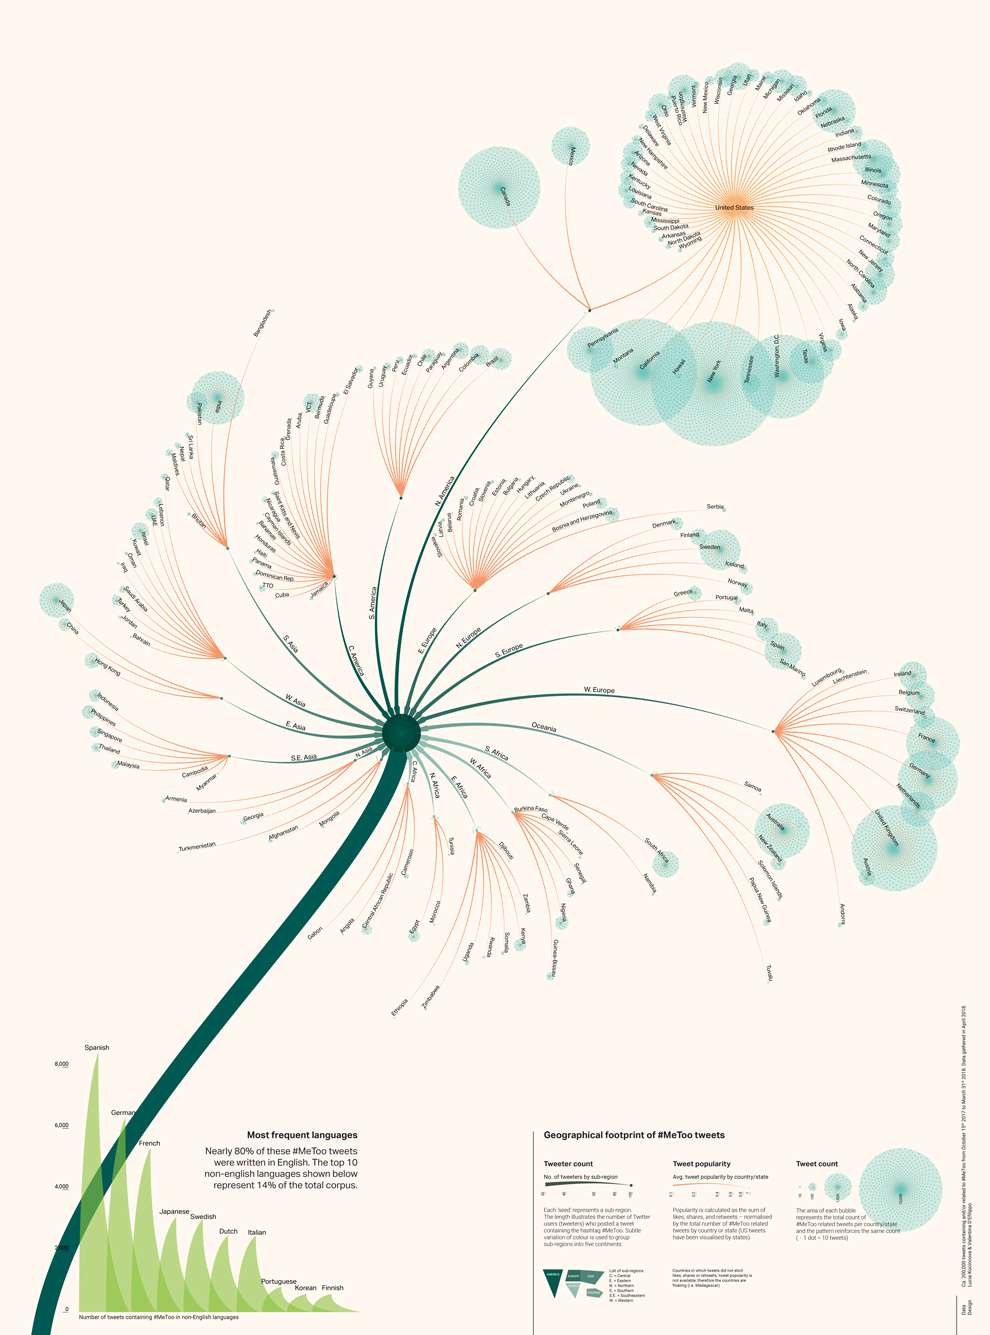 United States
Canada
Mexico
Oklahoma
Florida
Nebraska
Indiana
Rhode Island
Massachusetts
Illinois
Minnesota
Colorado
Oregon
Maryland
Connecticut
New Jersey
North Carolina
Alabama
Alaska
Iowa
Virginia
Texas
Washington, D.C.
Tennessee
New York
Hawaii
California
Montana
Pennsylvania
Idaho
Missouri
Michigan
Maine
Utah
Georgia
Wisconsin
New Mexico
Vermont
Washington
Puerto Rico
Ohio
West Virginia
Delaware
New Hampshire
Arizona
Nevada
Kentucky
Louisiana
South Carolina
Kansas
Mississippi
South Dakota
Arkansas
North Dakota
Wyoming
N. America
S. America
El Salvador
Guyana
Uruguay
Peru
Ecuador
Chile
Paraguay
Argentina
Colombia
Brazil
C. America
Guadeloupe
Bermuda
VCT
Aruba
Grenada
Costa Rica
Guatemala
Saint Kitts and Nevis
Nicaragua
Cayman Islands
Bahamas
Honduras
Haiti
Panama
Dominican Rep.
TTO
Cuba
Jamaica
S. Asia
Bangladesh
India
Pakistan
Sri Lanka
Nepal
Maldives
Bhutan
W. Asia
Qatar
Lebanon
UAE
Israel
Kuwait
Oman
Iraq
Saudi Arabia
Turkey
Jordan
Bahrain
E. Asia
Japan
China
Hong Kong
S.E. Asia
Indonesia
Philippines
Singapore
Thailand
Malaysia
Cambodia
Myanmar
N. Asia
Armenia
Azerbaijan
Georgia
Turkmenistan
Afghanistan
Mongolia
E. Europe
Slovakia
Latvia
Belarus
Romania
Croatia
Slovenia
Estonia
Bulgaria
Hungary
Lithuania
Czech Republic
Ukraine
Montenegro
Poland
Bosnia and Herzegovina
N. Europe
Serbia
Denmark
Finland
Sweden
Iceland
Norway
S. Europe
Greece
Portugal
Malta
Italy
Spain
San Marino
W. Europe
Luxembourg
Liechtenstein
Ireland
Belgium
Switzerland
France
Germany
Netherlands
United Kingdom
Austria
Andorra
Oceania
Samoa
Australia
New Zealand
Solomon Islands
Papua New Guinea
Tuvalu
S. Africa
South Africa
Namibia
W. Africa
Burkina Faso
Cape Verde
Sierra Leone
Senegal
Ghana
Nigeria
Guinea-Bissau
E. Africa
Djibouti
Zambia
Kenya
Somalia
Rwanda
Uganda
Zimbabwe
Ethiopia
N. Africa
Tunisia
Morocco
Egypt
C. Africa
Cameroon
Central African Republic
Angola
Gabon
8,000
6,000
4,000
2,000
0
Spanish
German
French
Japanese
Swedish
Dutch
Italian
Portuguese
Korean
Finnish
Number of tweets containing #MeToo in non-English languages
Most frequent languages
Nearly 80% of these #MeToo tweets
were written in English. The top 10
non-english languages shown below
represent 14% of the total corpus.
Geographical footprint of #MeToo tweets
Tweeter count
No. of tweeters by sub-region
Each 'seed' represents a sub-region.
The length illustrates the number of Twitter
users (tweeters) who posted a tweet
containing the hashtag #MeToo. Subtle
variation of colour is used to group
sub-regions into five continents.
List of sub-regions
C. = Central
E. = Eastern
N. = Northern
S. = Southern
S.E. = Southeastern
W. = Western
Tweet popularity
Avg. tweet popularity by country/state
Popularity is calculated as the sum of
likes, shares, and retweets – normalised
by the total number of #MeToo related
tweets by country or state (US tweets
have been visualised by states).
Countries in which tweets did not elicit
likes, shares or retweets, tweet popularity is
not available; therefore the countries are
floating (i.e. Madagascar)
Tweet count
The area of each bubble
represents the total count of
#MeToo related tweets per country/state
and the pattern reinforces the same count
( · 1 dot = 10 tweets)
Ca. 200,000 tweets containing and/or related to #MeToo from October 15th 2017 to March 31st 2018. Data gathered in April 2018
Lucia Kocincova & Valentina D'Efilippo
Data
Design